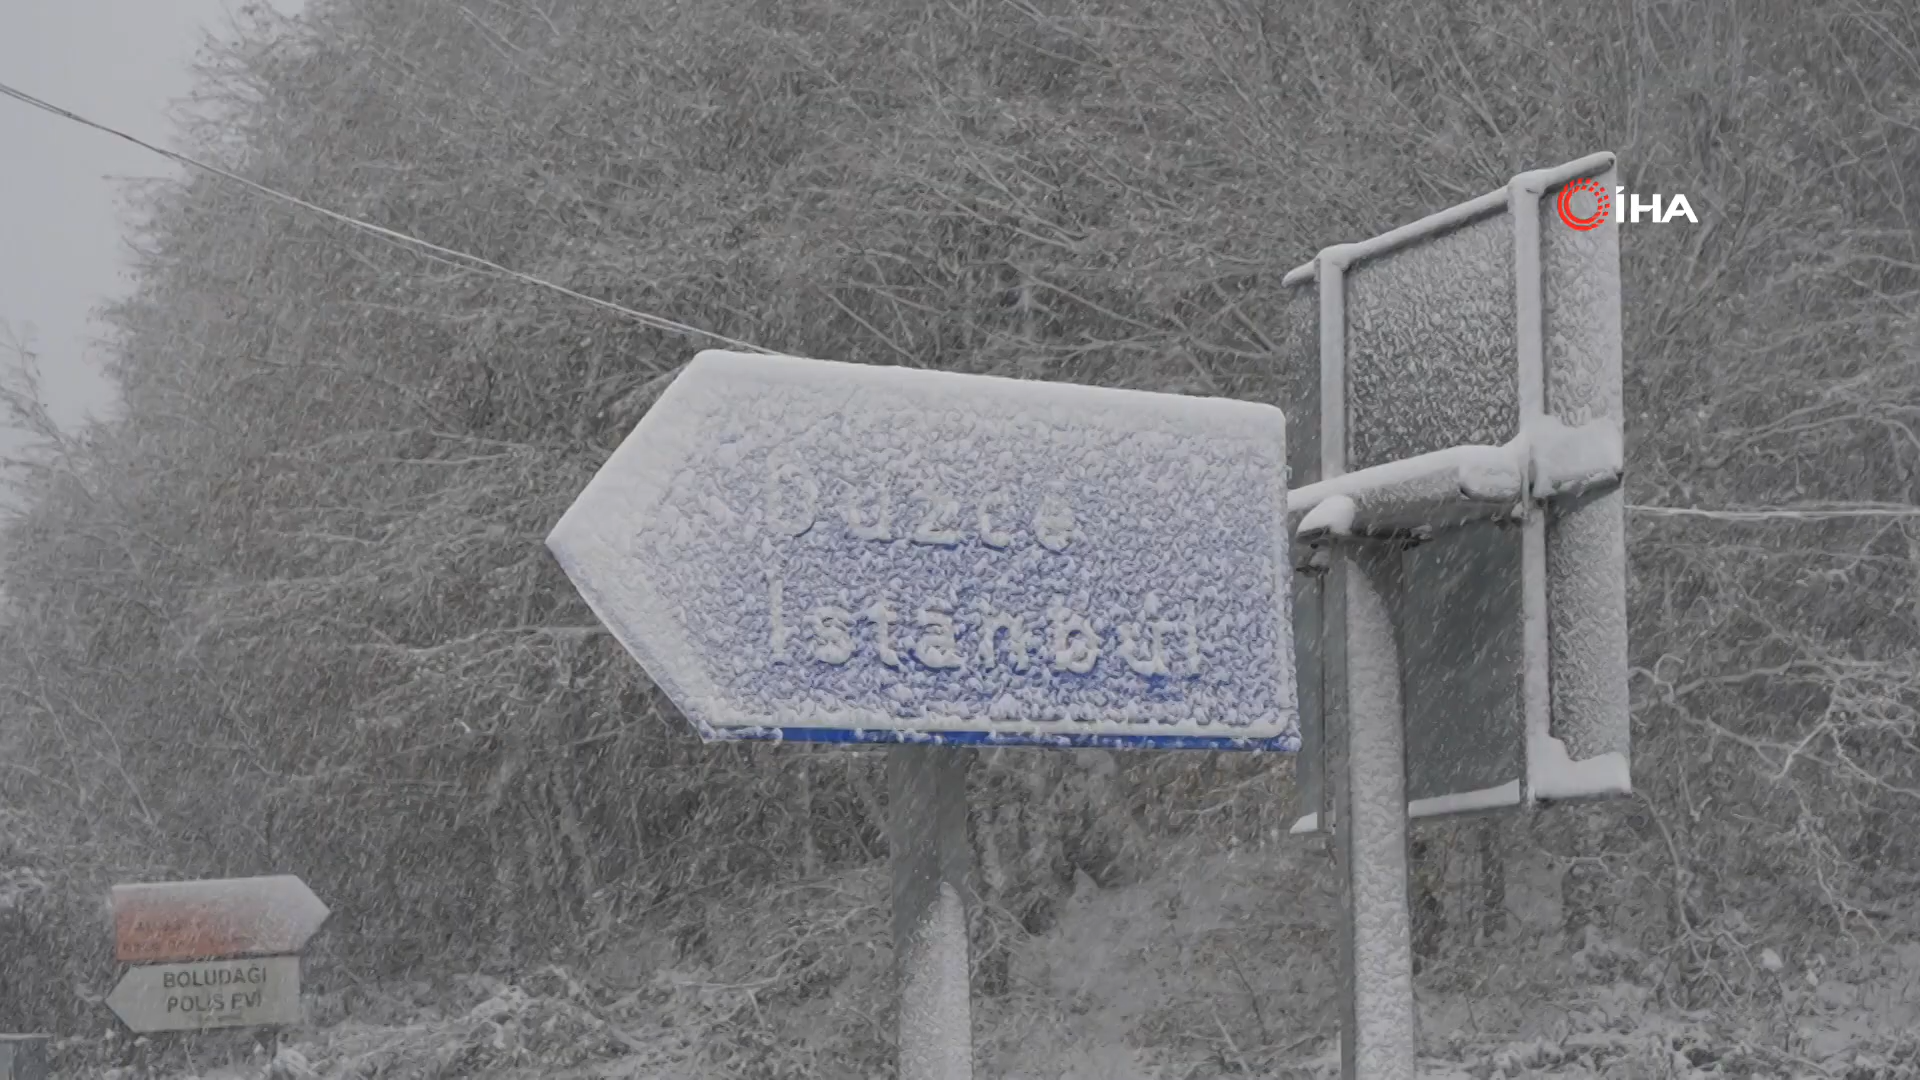 İHA
Düzce
İstanbul
BOLUDAĞI
POLİS EVİ